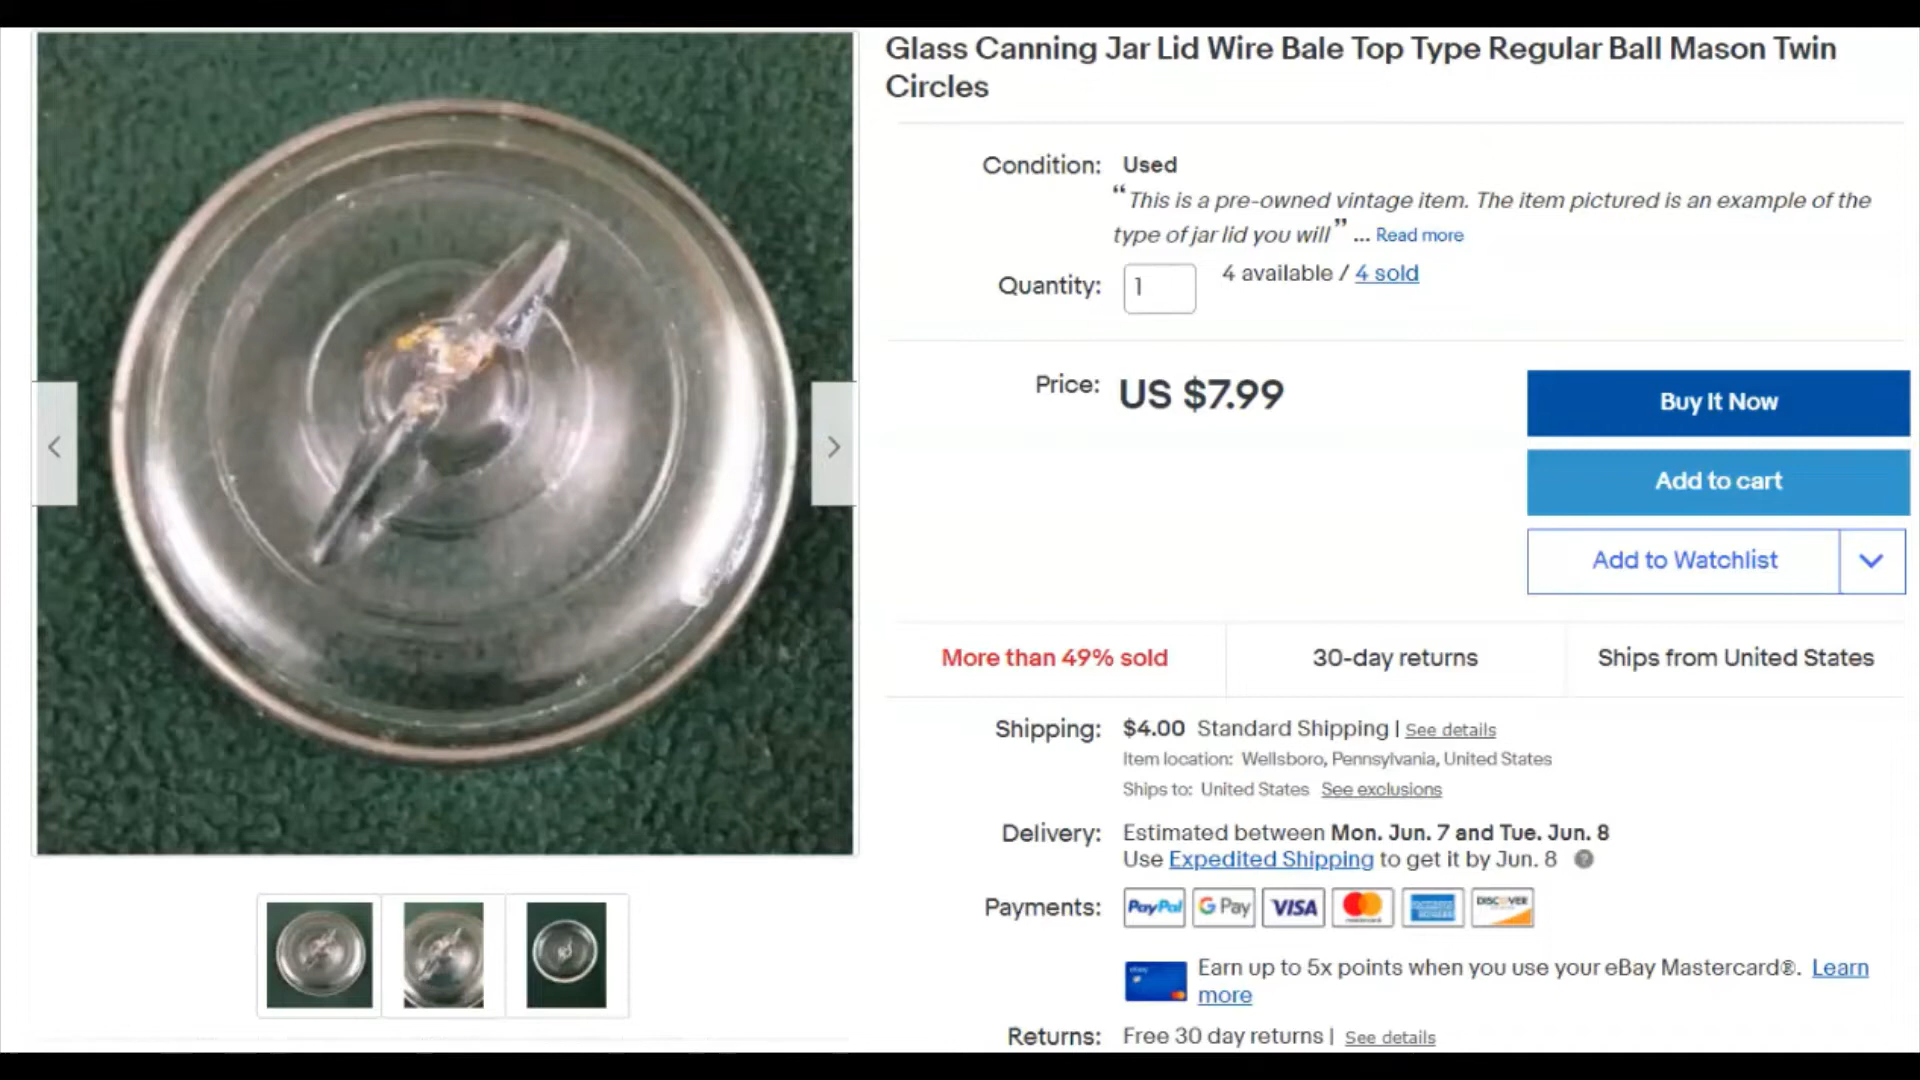 Glass Canning Jar Lid Wire Bale Top Type Regular Ball Mason Twin
Circles
Condition: Used
“This is a pre-owned vintage item. The item pictured is an example of the
type of jar lid you will” ... Read more
Quantity: 1 4 available / 4 sold
Price: US $7.99
Buy It Now
Add to cart
Add to Watchlist
More than 49% sold
30-day returns
Ships from United States
Shipping: $4.00 Standard Shipping | See details
Item location: Wellsboro, Pennsylvania, United States
Ships to: United States See exclusions
Delivery: Estimated between Mon. Jun. 7 and Tue. Jun. 8
Use Expedited Shipping to get it by Jun. 8 ?
Payments: PayPal G Pay VISA DISCOVER
Earn up to 5x points when you use your eBay Mastercard®. Learn
more
Returns: Free 30 day returns | See details